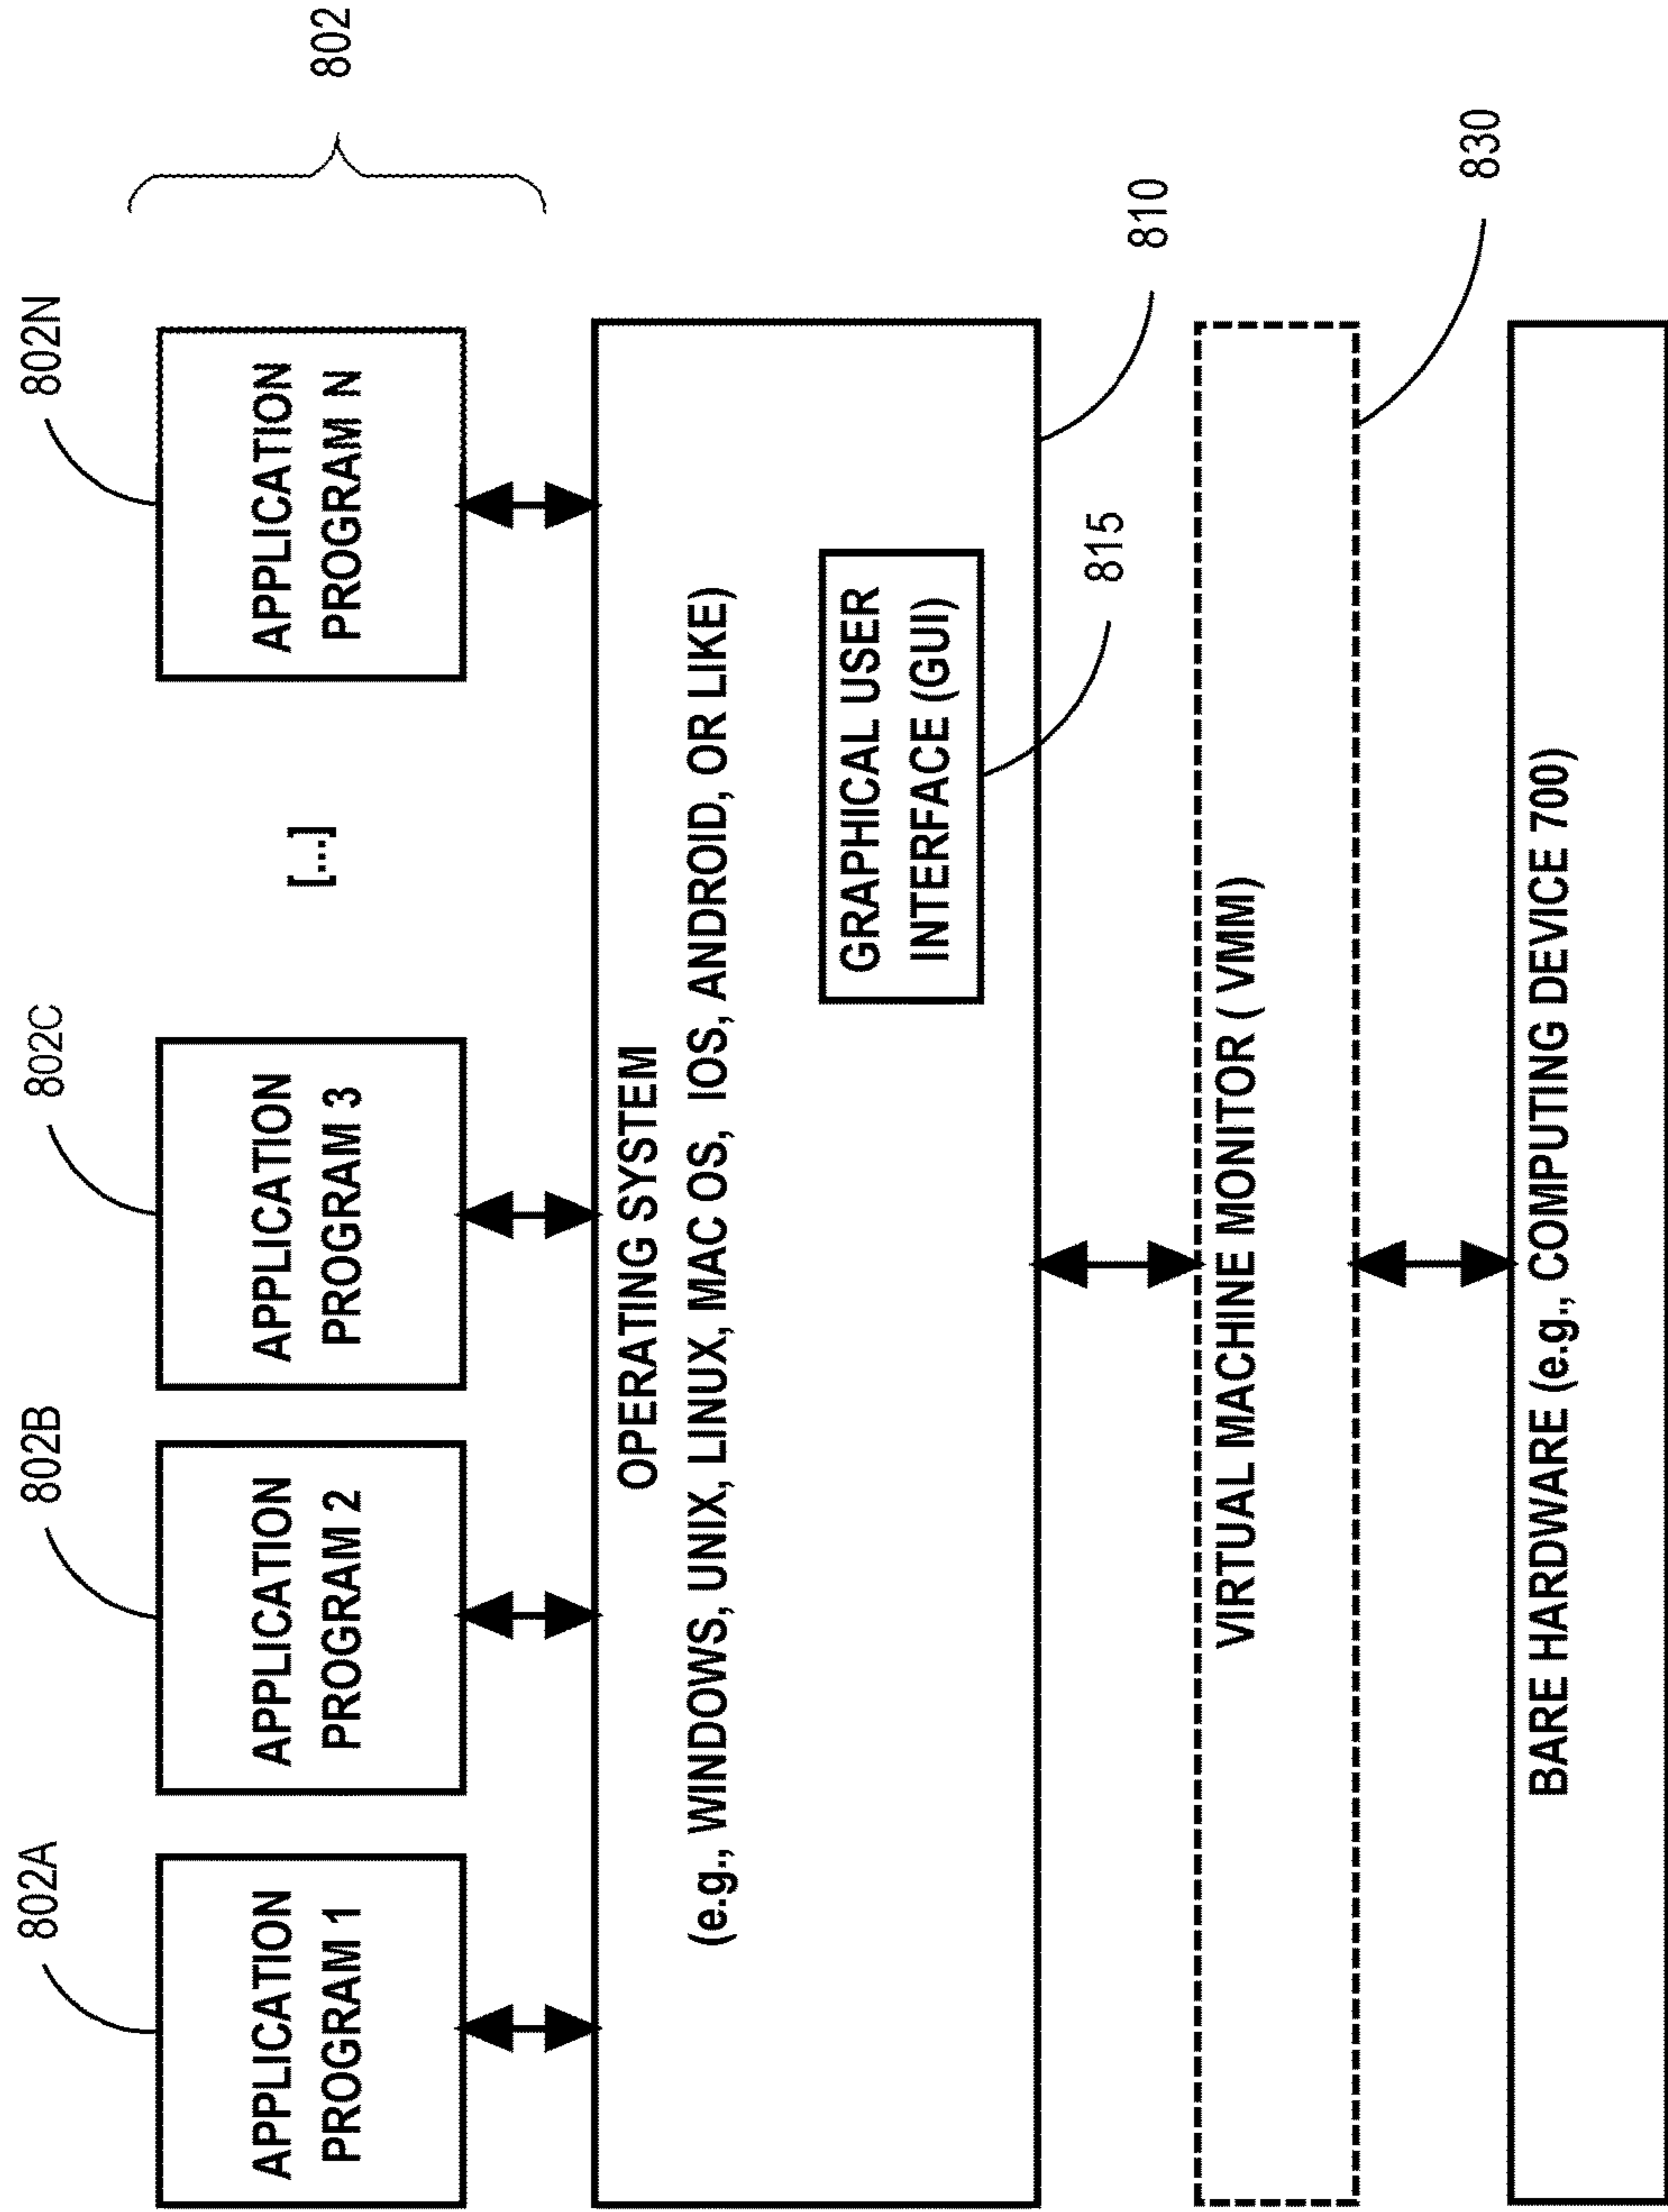 802
802A
802B
802C
802N
APPLICATION
PROGRAM 1
APPLICATION
PROGRAM 2
APPLICATION
PROGRAM 3
[...]
APPLICATION
PROGRAM N
OPERATING SYSTEM
(e.g., WINDOWS, UNIX, LINUX, MAC OS, IOS, ANDROID, OR LIKE)
GRAPHICAL USER
INTERFACE (GUI)
815
810
VIRTUAL MACHINE MONITOR ( VMM)
830
BARE HARDWARE (e.g., COMPUTING DEVICE 700)